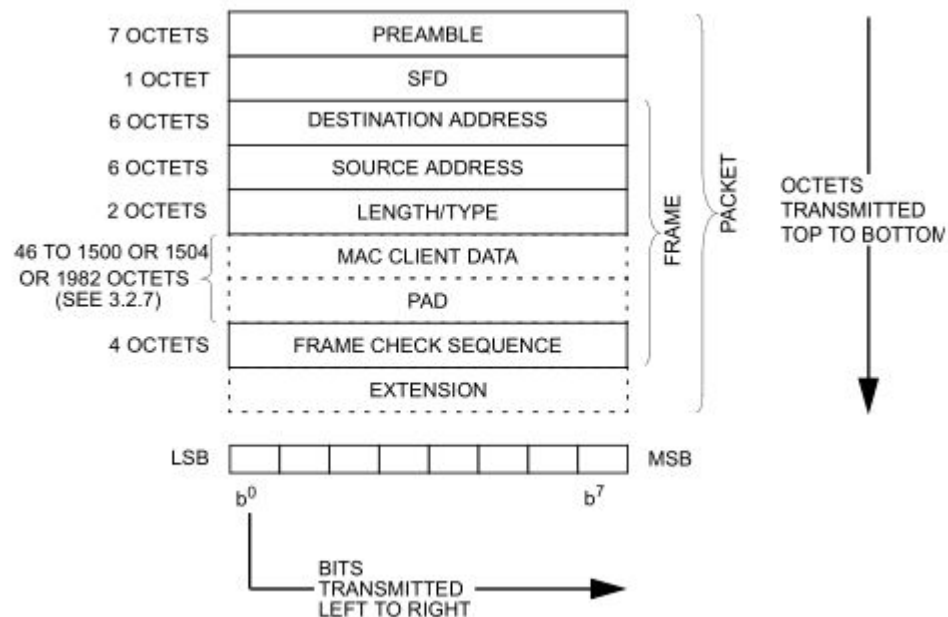 7 OCTETS
PREAMBLE
1 OCTET
SFD
6 OCTETS
DESTINATION ADDRESS
6 OCTETS
SOURCE ADDRESS
2 OCTETS
LENGTH/TYPE
46 TO 1500 OR 1504
OR 1982 OCTETS
(SEE 3.2.7)
MAC CLIENT DATA
PAD
4 OCTETS
FRAME CHECK SEQUENCE
EXTENSION
FRAME
PACKET
OCTETS
TRANSMITTED
TOP TO BOTTOM
LSB
MSB
b0
b7
BITS
TRANSMITTED
LEFT TO RIGHT